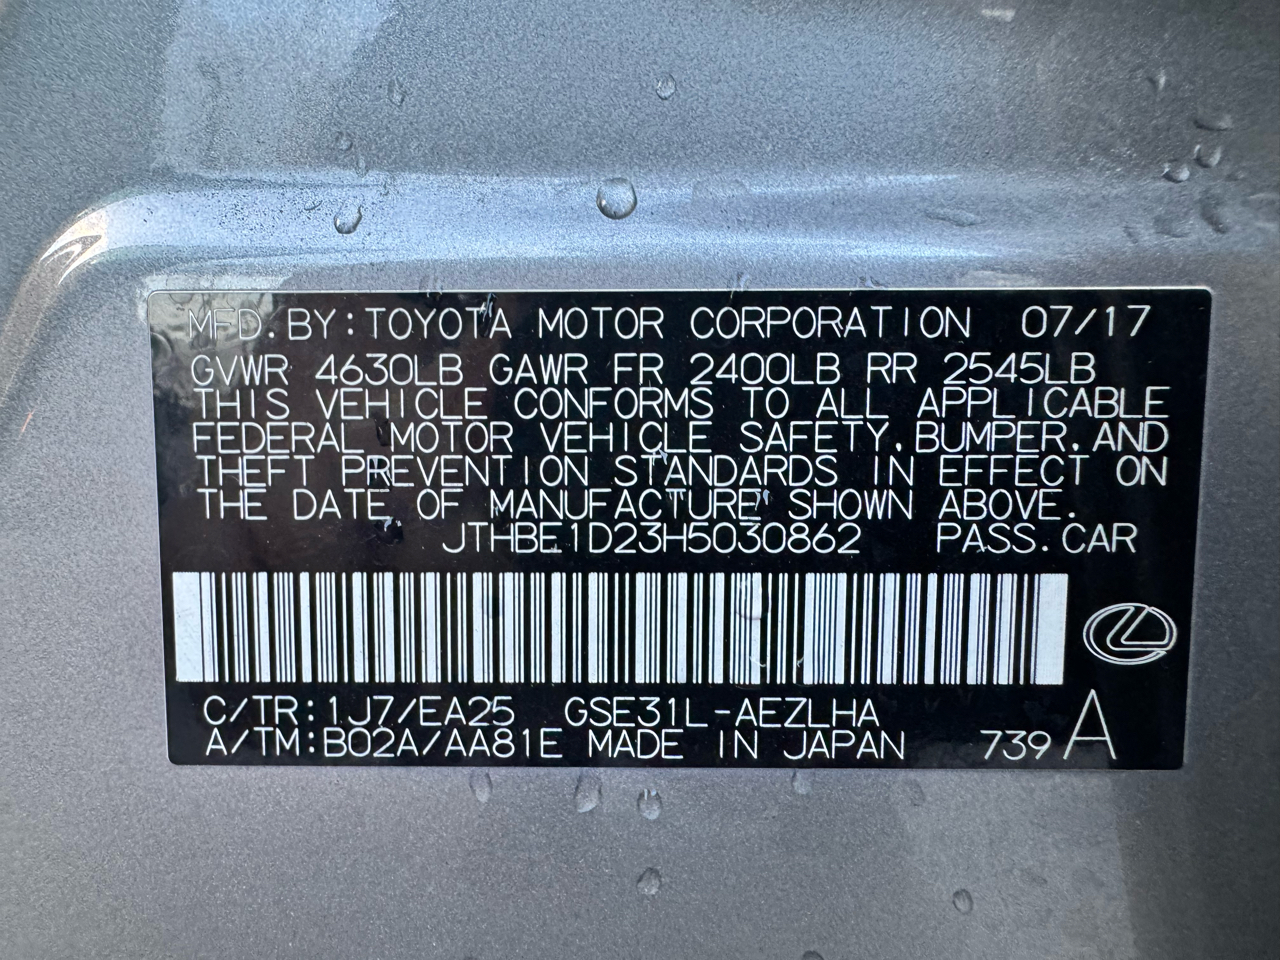 MFD. BY: TOYOTA MOTOR CORPORATION 07/17
GVWR 4630LB GAWR FR 2400LB RR 2545LB
THIS VEHICLE CONFORMS TO ALL APPLICABLE
FEDERAL MOTOR VEHICLE SAFETY, BUMPER, AND
THEFT PREVENTION STANDARDS IN EFFECT ON
THE DATE OF MANUFACTURE SHOWN ABOVE.
JTHBE1D23H5030862 PASS. CAR
C/TR: 1J7/EA25 GSE31L-AEZLHA
A/TM: B02A/AA81E MADE IN JAPAN 739 A